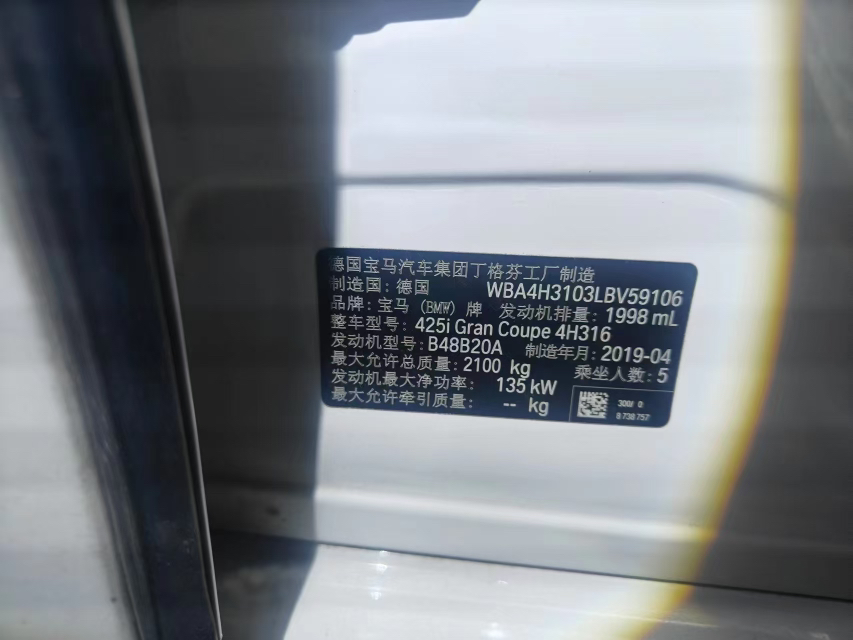 德国宝马汽车集团丁格芬工厂制造
制造国：德国 WBA4H3103LBV59106
品牌：宝马 (BMW) 牌 发动机排量：1998 mL
整车型号：425i Gran Coupe 4H316
发动机型号：B48B20A 制造年月：2019-04
最大允许总质量：2100 kg 乘坐人数：5
发动机最大净功率： 135 kW
最大允许牵引质量： -- kg
8 738 757